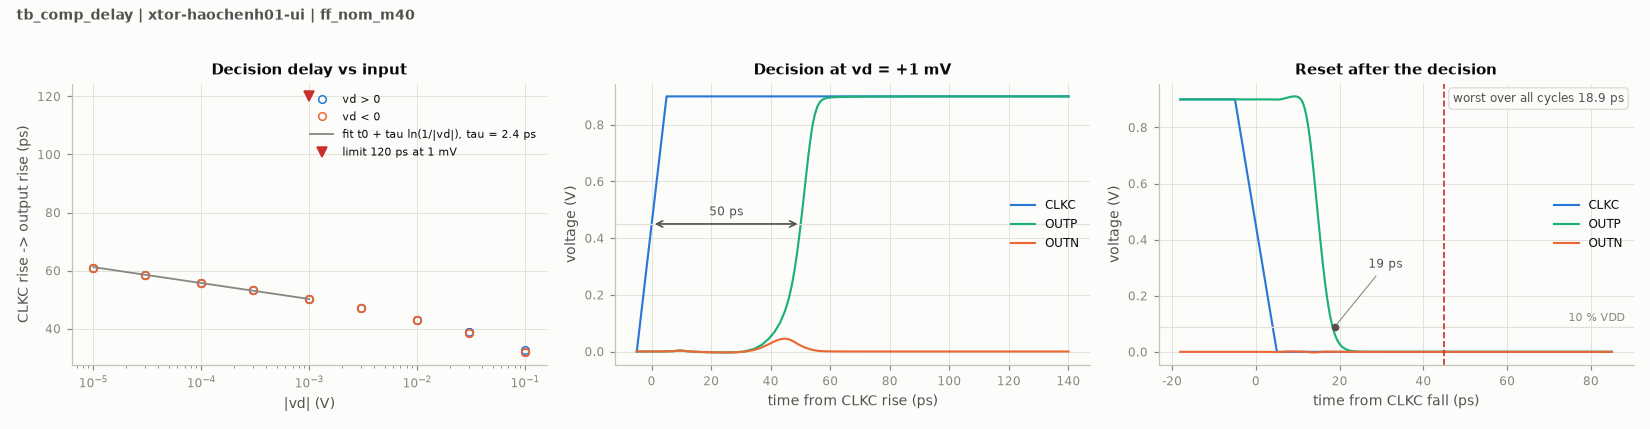 tb_comp_delay | xtor-haochenh01-ui | ff_nom_m40
Decision delay vs input
CLKC rise -> output rise (ps)
120
100
80
60
40
vd > 0
vd < 0
fit t0 + tau ln(1/|vd|), tau = 2.4 ps
limit 120 ps at 1 mV
10⁻⁵
10⁻⁴
10⁻³
10⁻²
10⁻¹
|vd| (V)
Decision at vd = +1 mV
voltage (V)
0.8
0.6
0.4
0.2
0.0
50 ps
CLKC
OUTP
OUTN
0
20
40
60
80
100
120
140
time from CLKC rise (ps)
Reset after the decision
voltage (V)
0.8
0.6
0.4
0.2
0.0
worst over all cycles 18.9 ps
CLKC
OUTP
OUTN
19 ps
10 % VDD
-20
0
20
40
60
80
time from CLKC fall (ps)